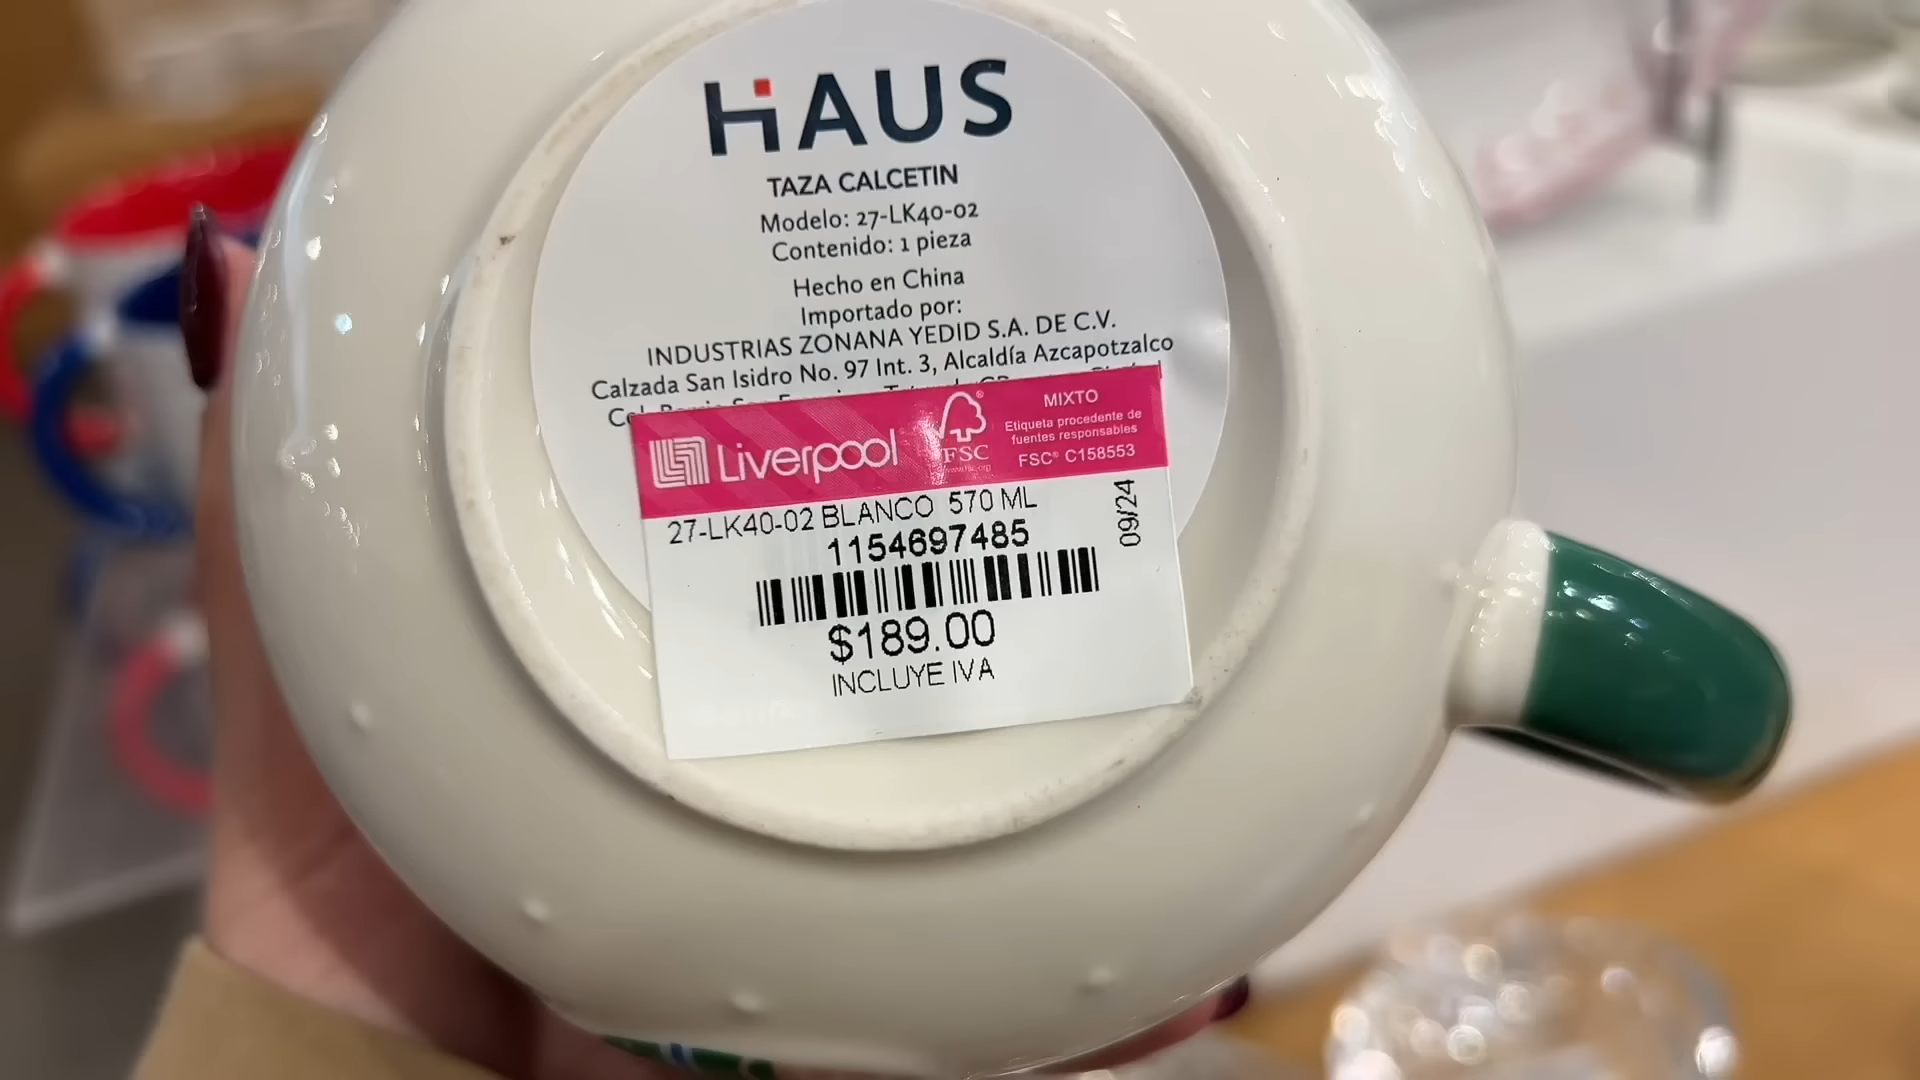 HAUS
TAZA CALCETIN
Modelo: 27-LK40-02
Contenido: 1 pieza
Hecho en China
Importado por:
INDUSTRIAS ZONANA YEDID S.A. DE C.V.
Calzada San Isidro No. 97 Int. 3, Alcaldía Azcapotzalco
Liverpool
FSC
MIXTO
Etiqueta procedente de
fuentes responsables
FSC® C158553
27-LK40-02 BLANCO 570 ML
09/24
1154697485
$189.00
INCLUYE IVA